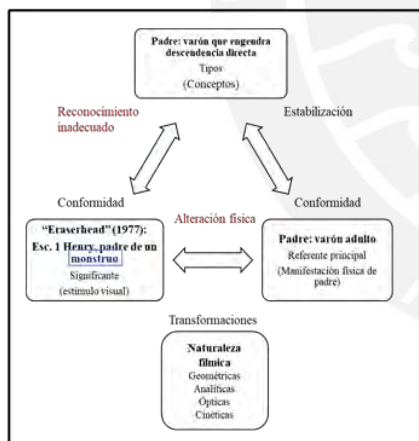 Padre: varón que engendra
descendencia directa
Tipos
(Conceptos)
Reconocimiento
inadecuado
Estabilización
Conformidad
Conformidad
Alteración física
"Eraserhead" (1977):
Esc. 1 Henry, padre de un
monstruo
Significante
(estímulo visual)
Padre: varón adulto
Referente principal
(Manifestación física de
padre)
Transformaciones
Naturaleza
fílmica
Geométricas
Analíticas
Ópticas
Cinéticas